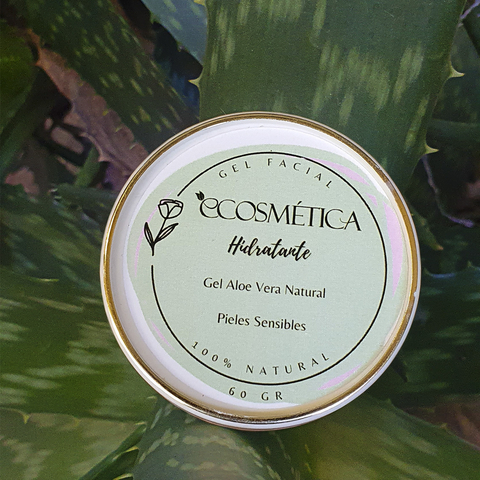 GEL FACIAL
ECOSMÉTICA
Hidratante
Gel Aloe Vera Natural
Pieles Sensibles
100% NATURAL
60 GR